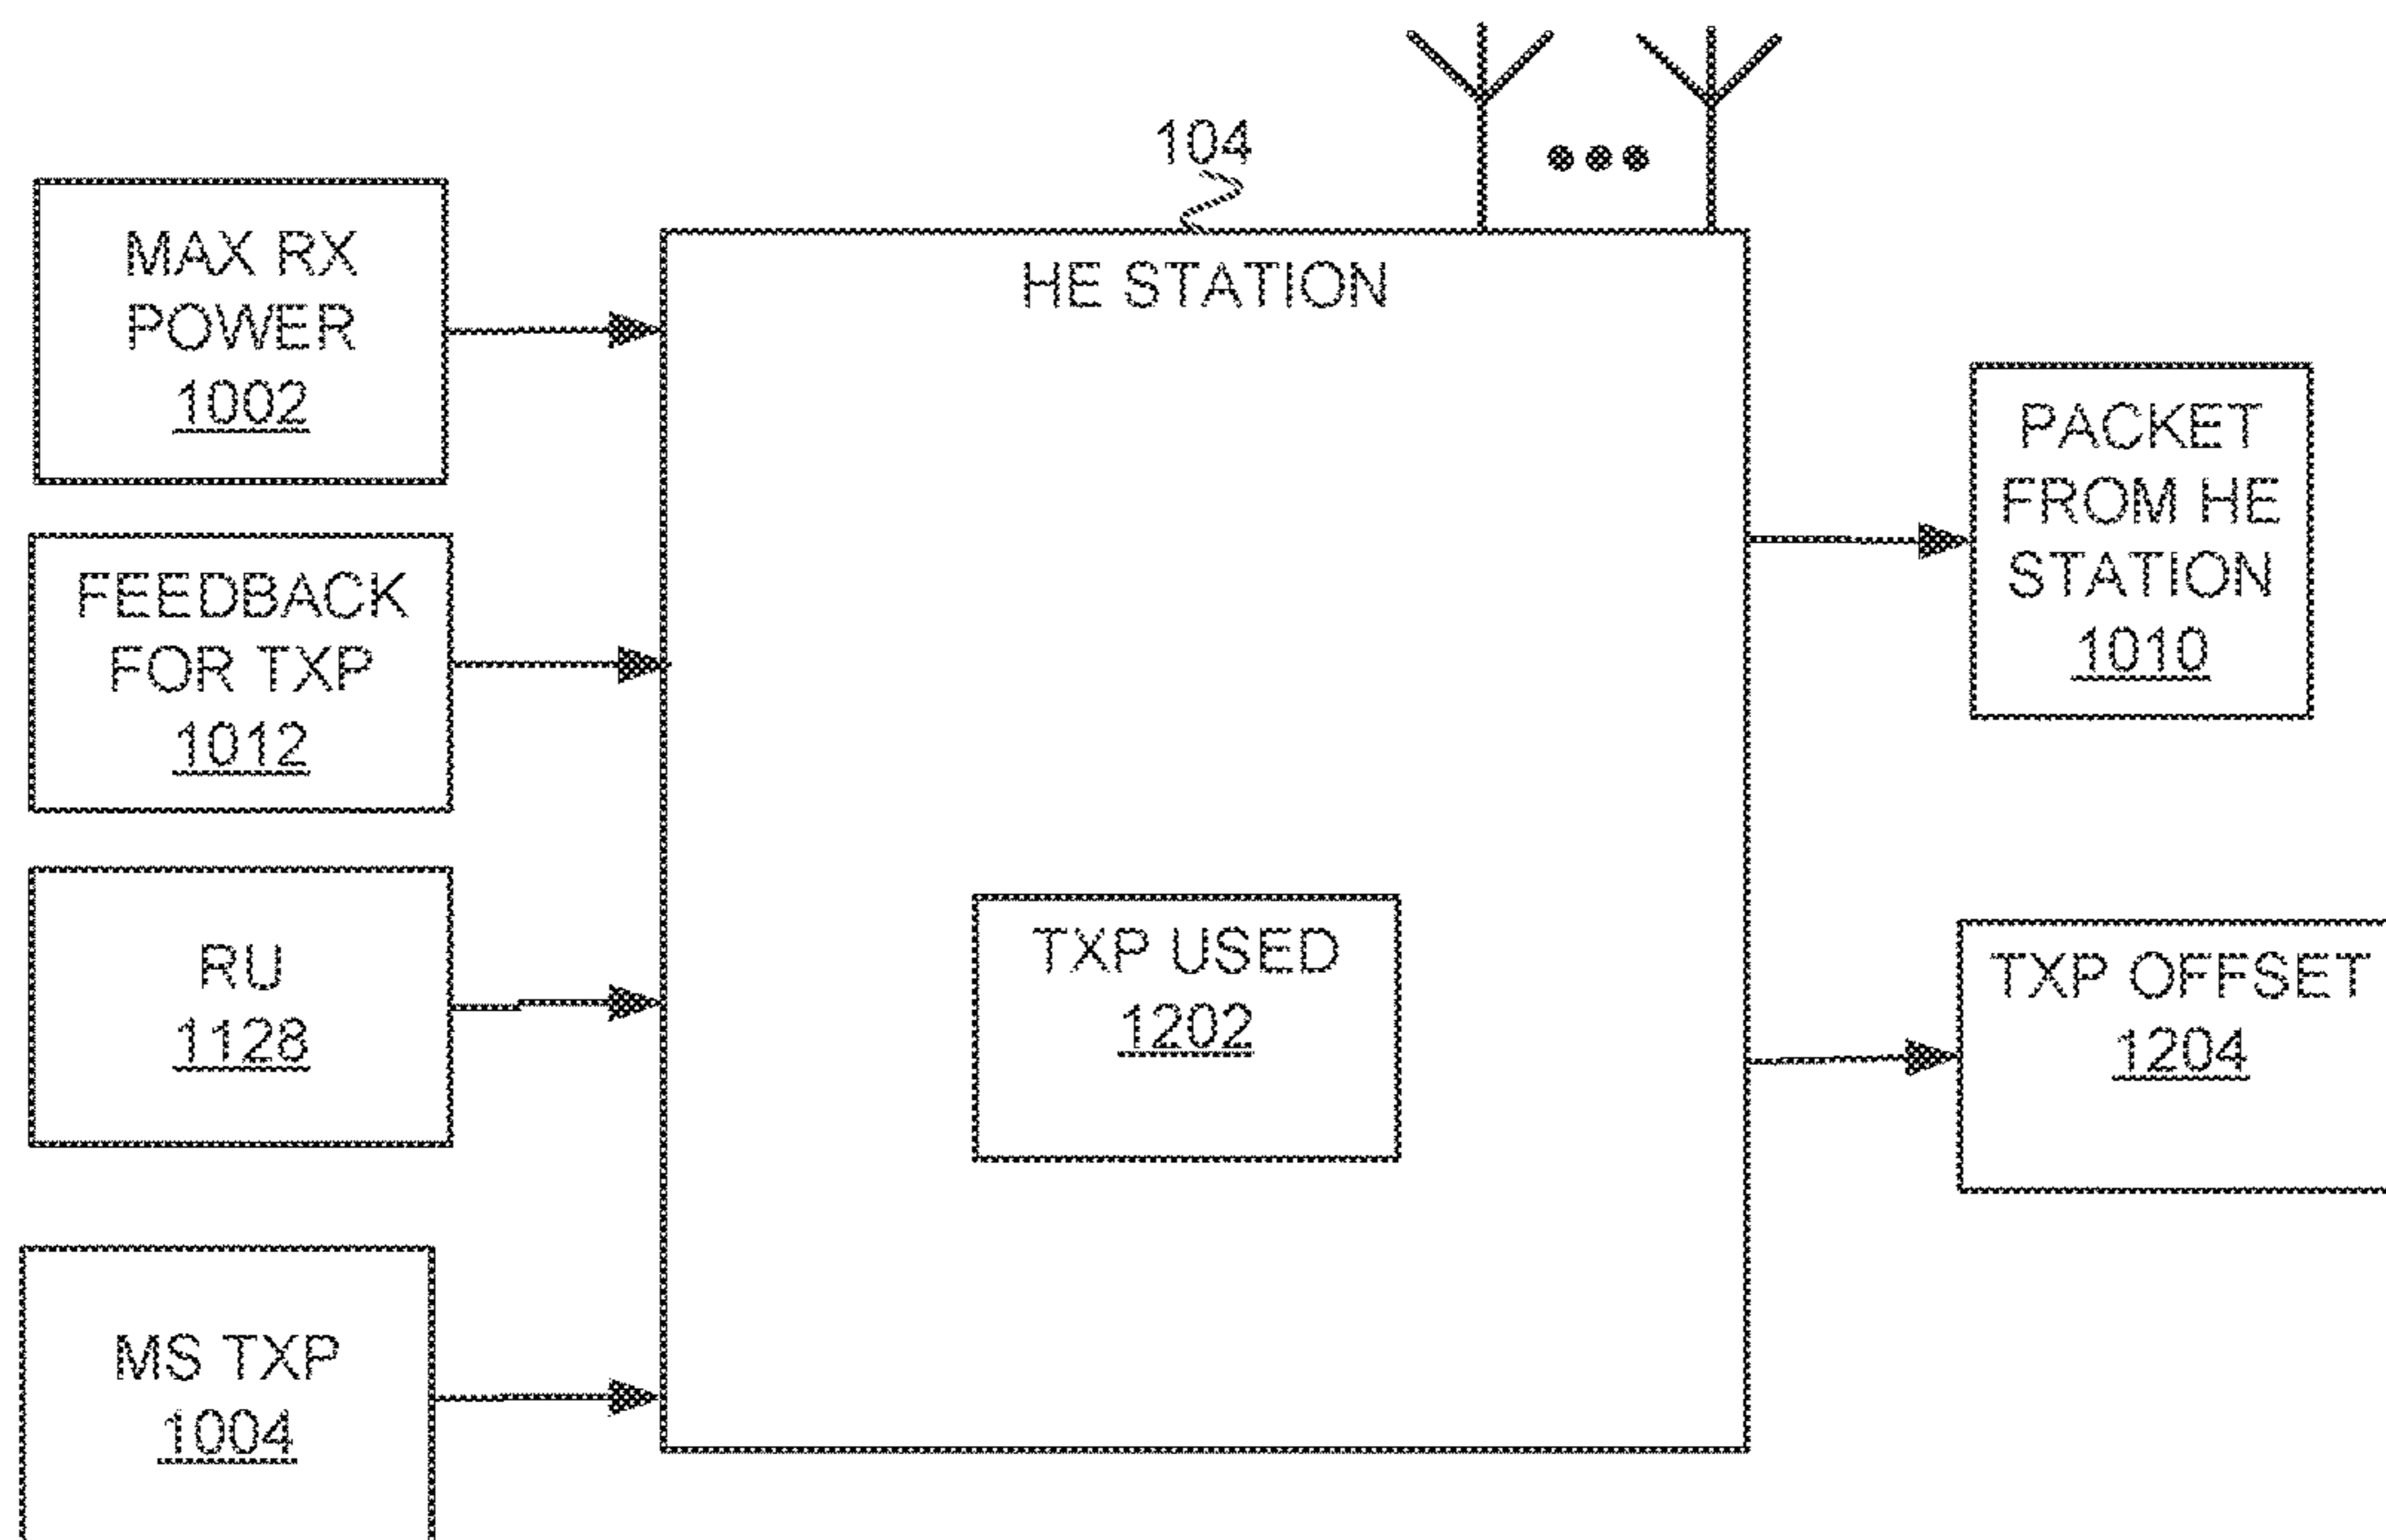 104
MAX RX
POWER
1002
FEEDBACK
FOR TXP
1012
RU
1128
MS TXP
1004
HE STATION
TXP USED
1202
PACKET
FROM HE
STATION
1010
TXP OFFSET
1204